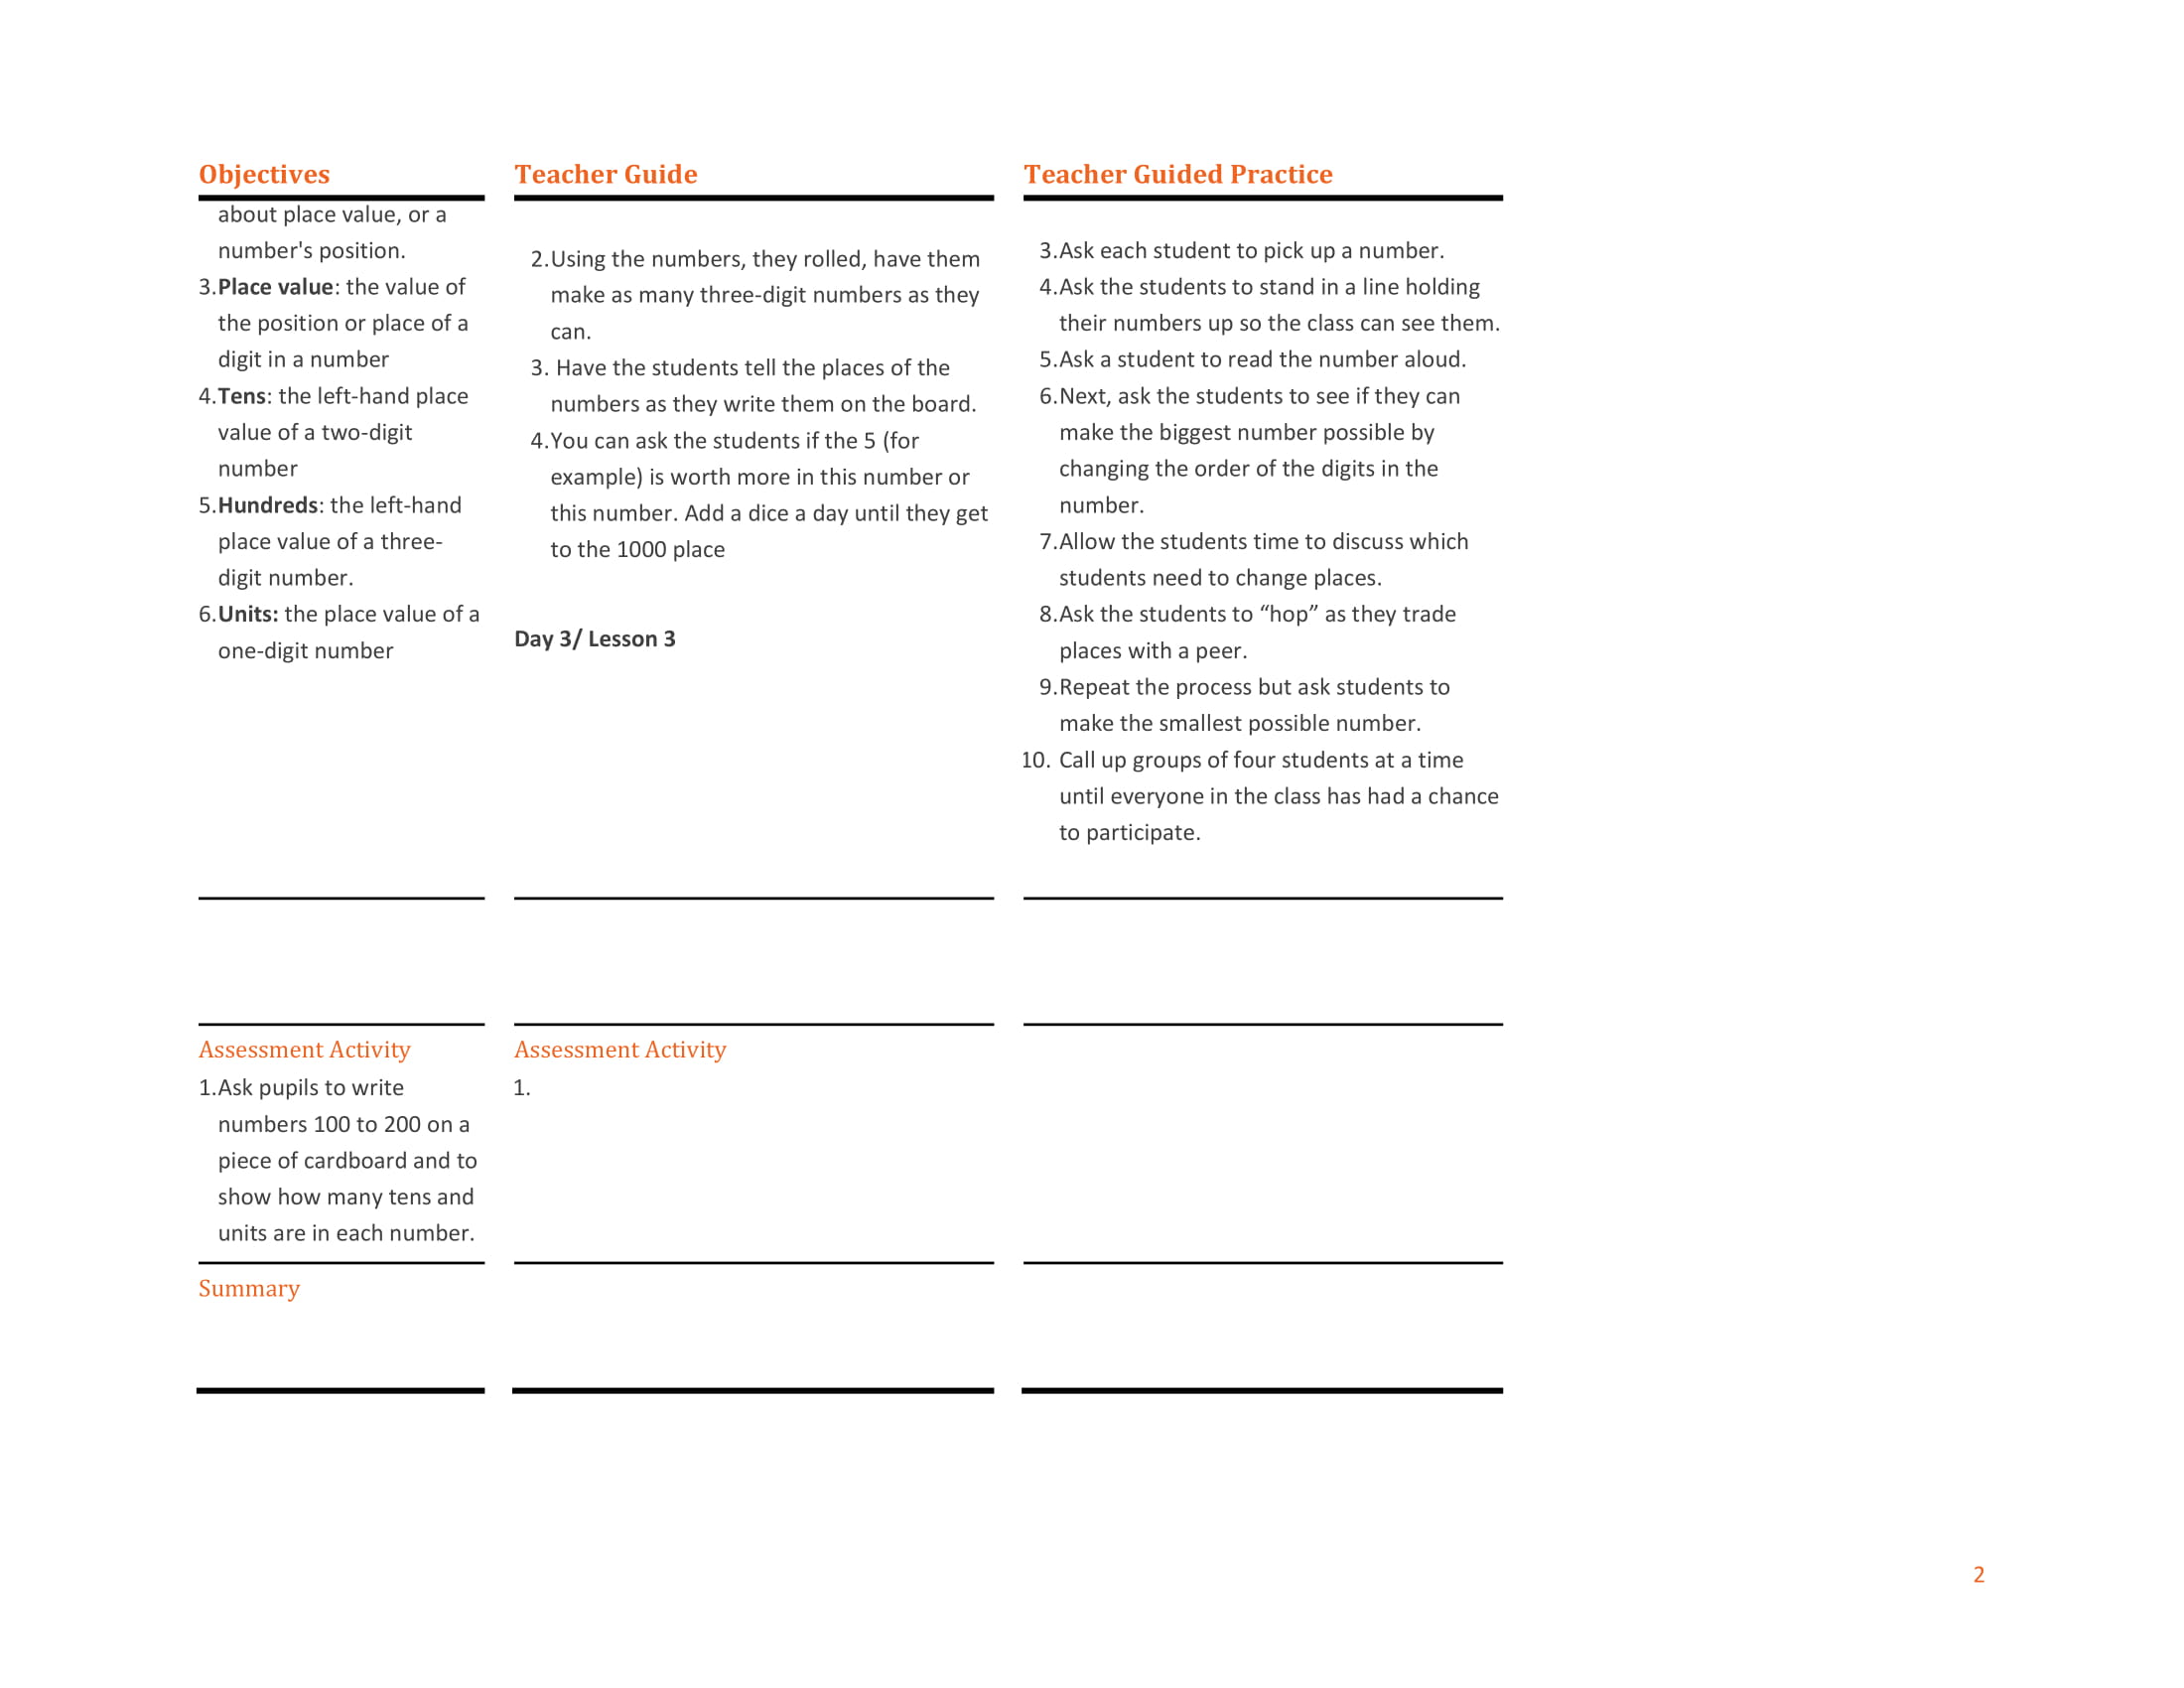 Objectives
about place value, or a
number's position.
3.Place value: the value of
the position or place of a
digit in a number
4.Tens: the left-hand place
value of a two-digit
number
5.Hundreds: the left-hand
place value of a three-
digit number.
6.Units: the place value of a
one-digit number
Teacher Guide
2.Using the numbers, they rolled, have them
make as many three-digit numbers as they
can.
3. Have the students tell the places of the
numbers as they write them on the board.
4.You can ask the students if the 5 (for
example) is worth more in this number or
this number. Add a dice a day until they get
to the 1000 place
Day 3/ Lesson 3
Teacher Guided Practice
3.Ask each student to pick up a number.
4.Ask the students to stand in a line holding
their numbers up so the class can see them.
5.Ask a student to read the number aloud.
6.Next, ask the students to see if they can
make the biggest number possible by
changing the order of the digits in the
number.
7.Allow the students time to discuss which
students need to change places.
8.Ask the students to “hop” as they trade
places with a peer.
9.Repeat the process but ask students to
make the smallest possible number.
10. Call up groups of four students at a time
until everyone in the class has had a chance
to participate.
Assessment Activity
1.Ask pupils to write
numbers 100 to 200 on a
piece of cardboard and to
show how many tens and
units are in each number.
Assessment Activity
1.
Summary
2